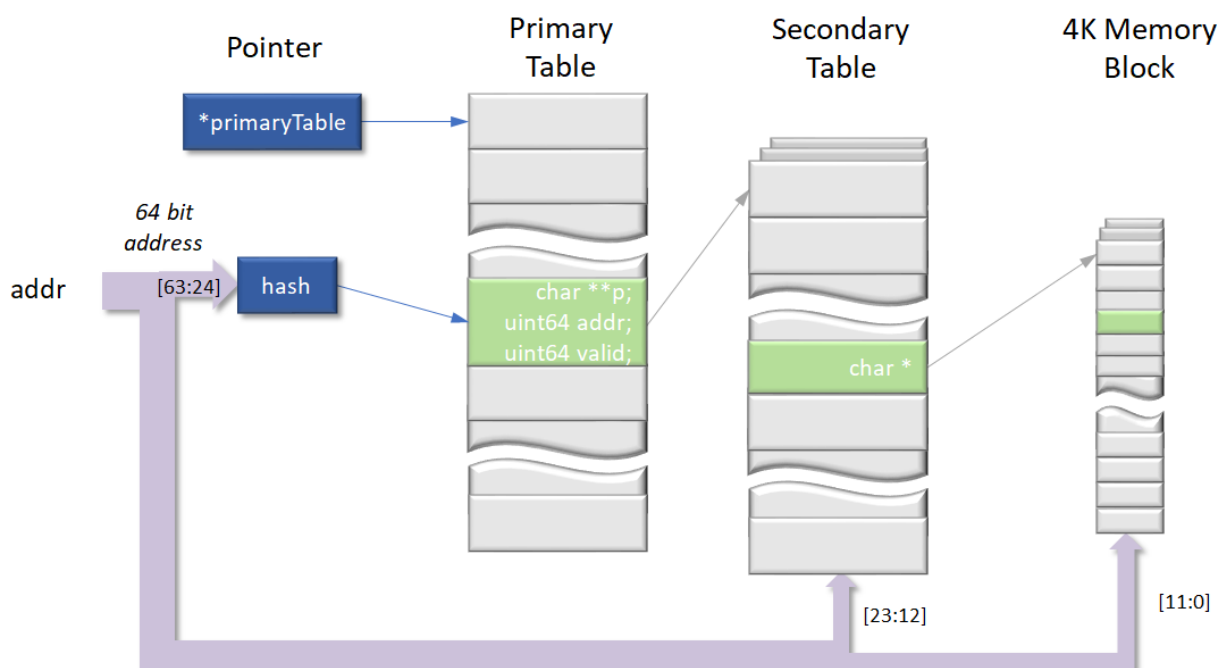 Pointer
Primary
Table
Secondary
Table
4K Memory
Block
*primaryTable
64 bit
address
addr
[63:24]
hash
char **p;
uint64 addr;
uint64 valid;
char *
[23:12]
[11:0]